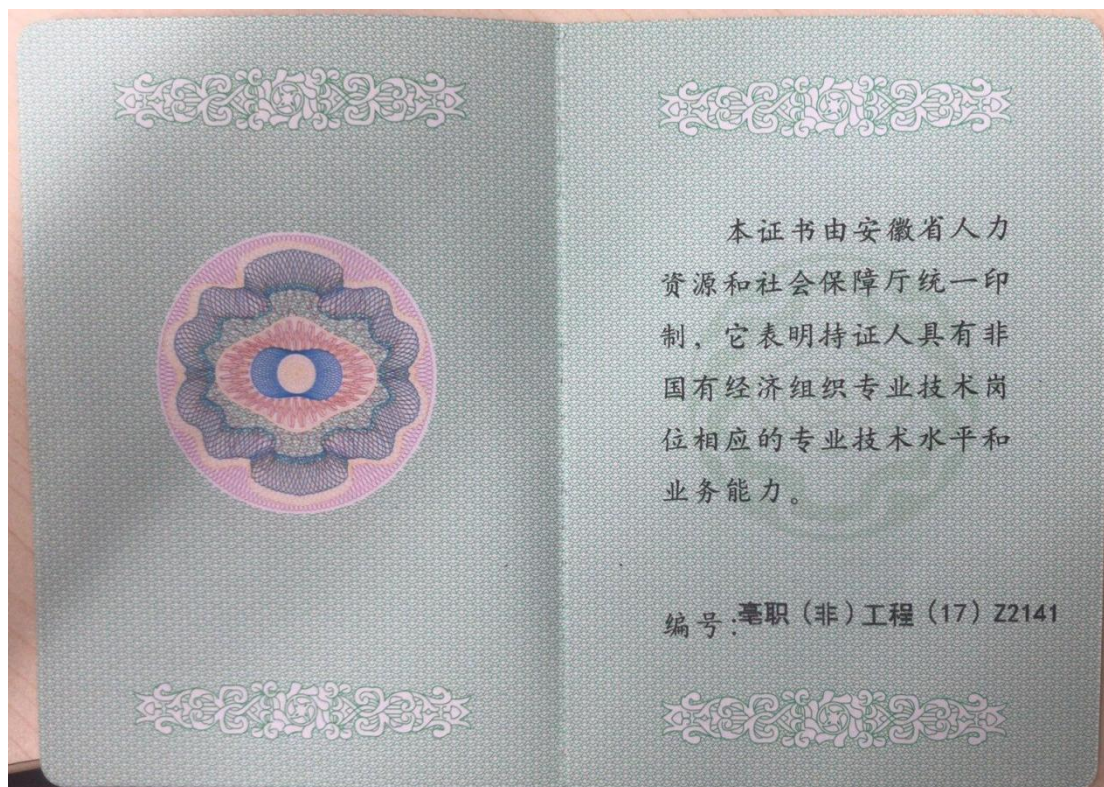 本证书由安徽省人力
资源和社会保障厅统一印
制，它表明持证人具有非
国有经济组织专业技术岗
位相应的专业技术水平和
业务能力。
编号：亳职（非）工程（17）Z2141